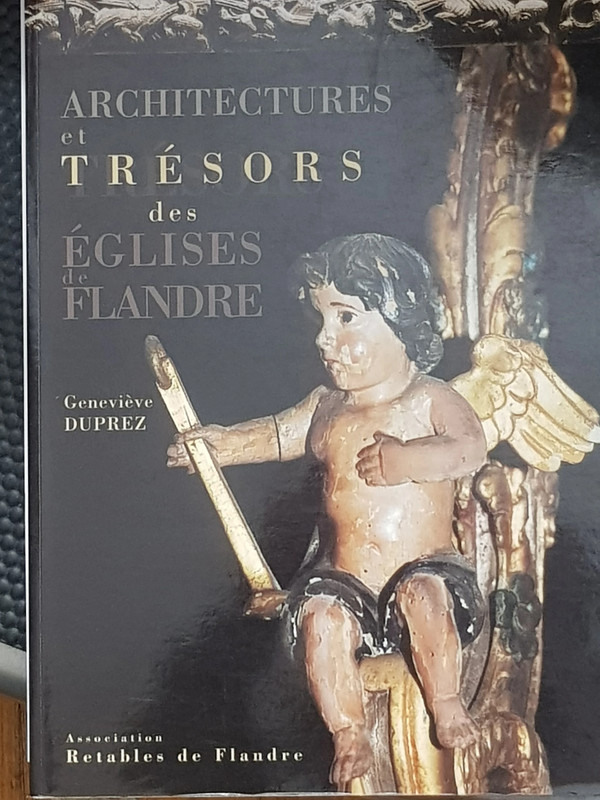 ARCHITECTURES
et
TRÉSORS
des
ÉGLISES
de
FLANDRE
Geneviève
DUPREZ
Association
Retables de Flandre